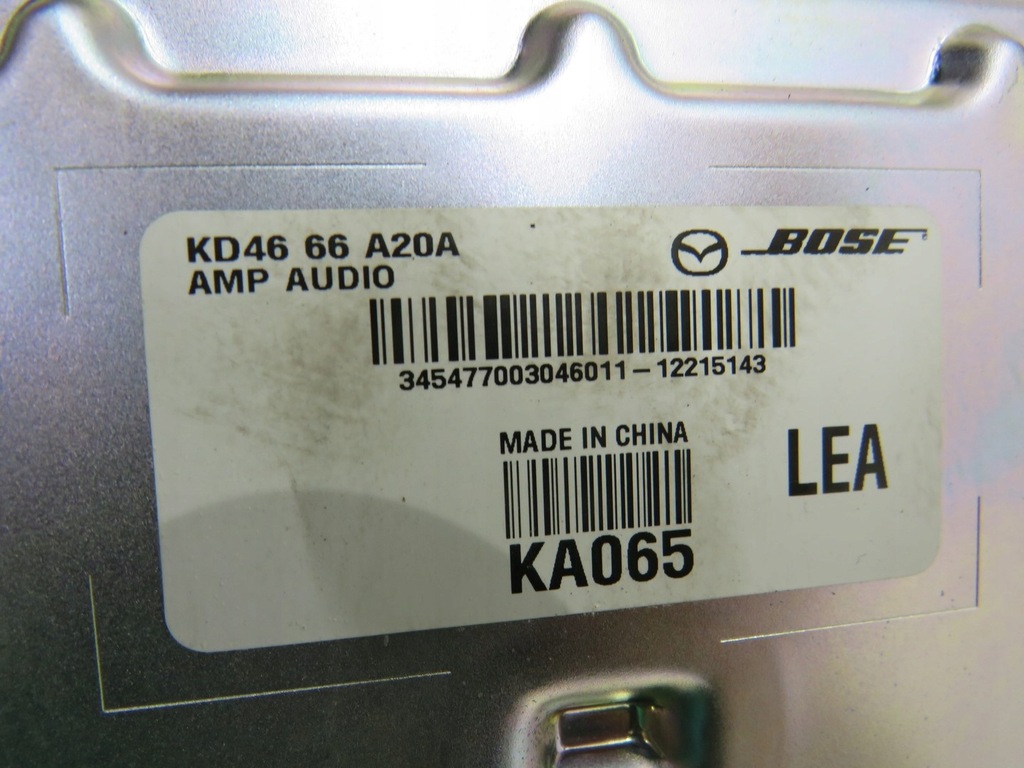 KD46 66 A20A
BOSE
AMP AUDIO
345477003046011-12215143
MADE IN CHINA
LEA
KA065